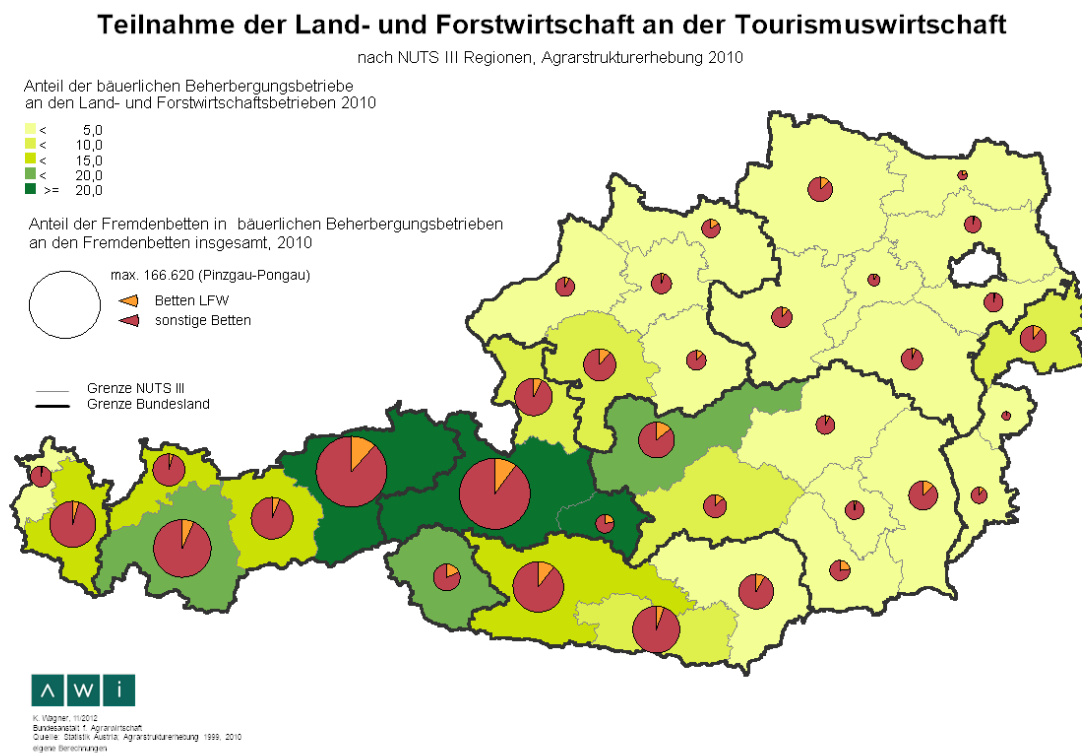 Teilnahme der Land- und Forstwirtschaft an der Tourismuswirtschaft
nach NUTS III Regionen, Agrarstrukturerhebung 2010
Anteil der bäuerlichen Beherbergungsbetriebe
an den Land- und Forstwirtschaftsbetrieben 2010
< 5,0
< 10,0
< 15,0
< 20,0
>= 20,0
Anteil der Fremdenbetten in bäuerlichen Beherbergungsbetrieben
an den Fremdenbetten insgesamt, 2010
max. 166.620 (Pinzgau-Pongau)
Betten LFW
sonstige Betten
Grenze NUTS III
Grenze Bundesland
AWI
K. Wagner, 11/2012
Bundesanstalt f. Agrarwirtschaft
Quelle: Statistik Austria: Agrarstrukturerhebung 1999, 2010
eigene Berechnungen